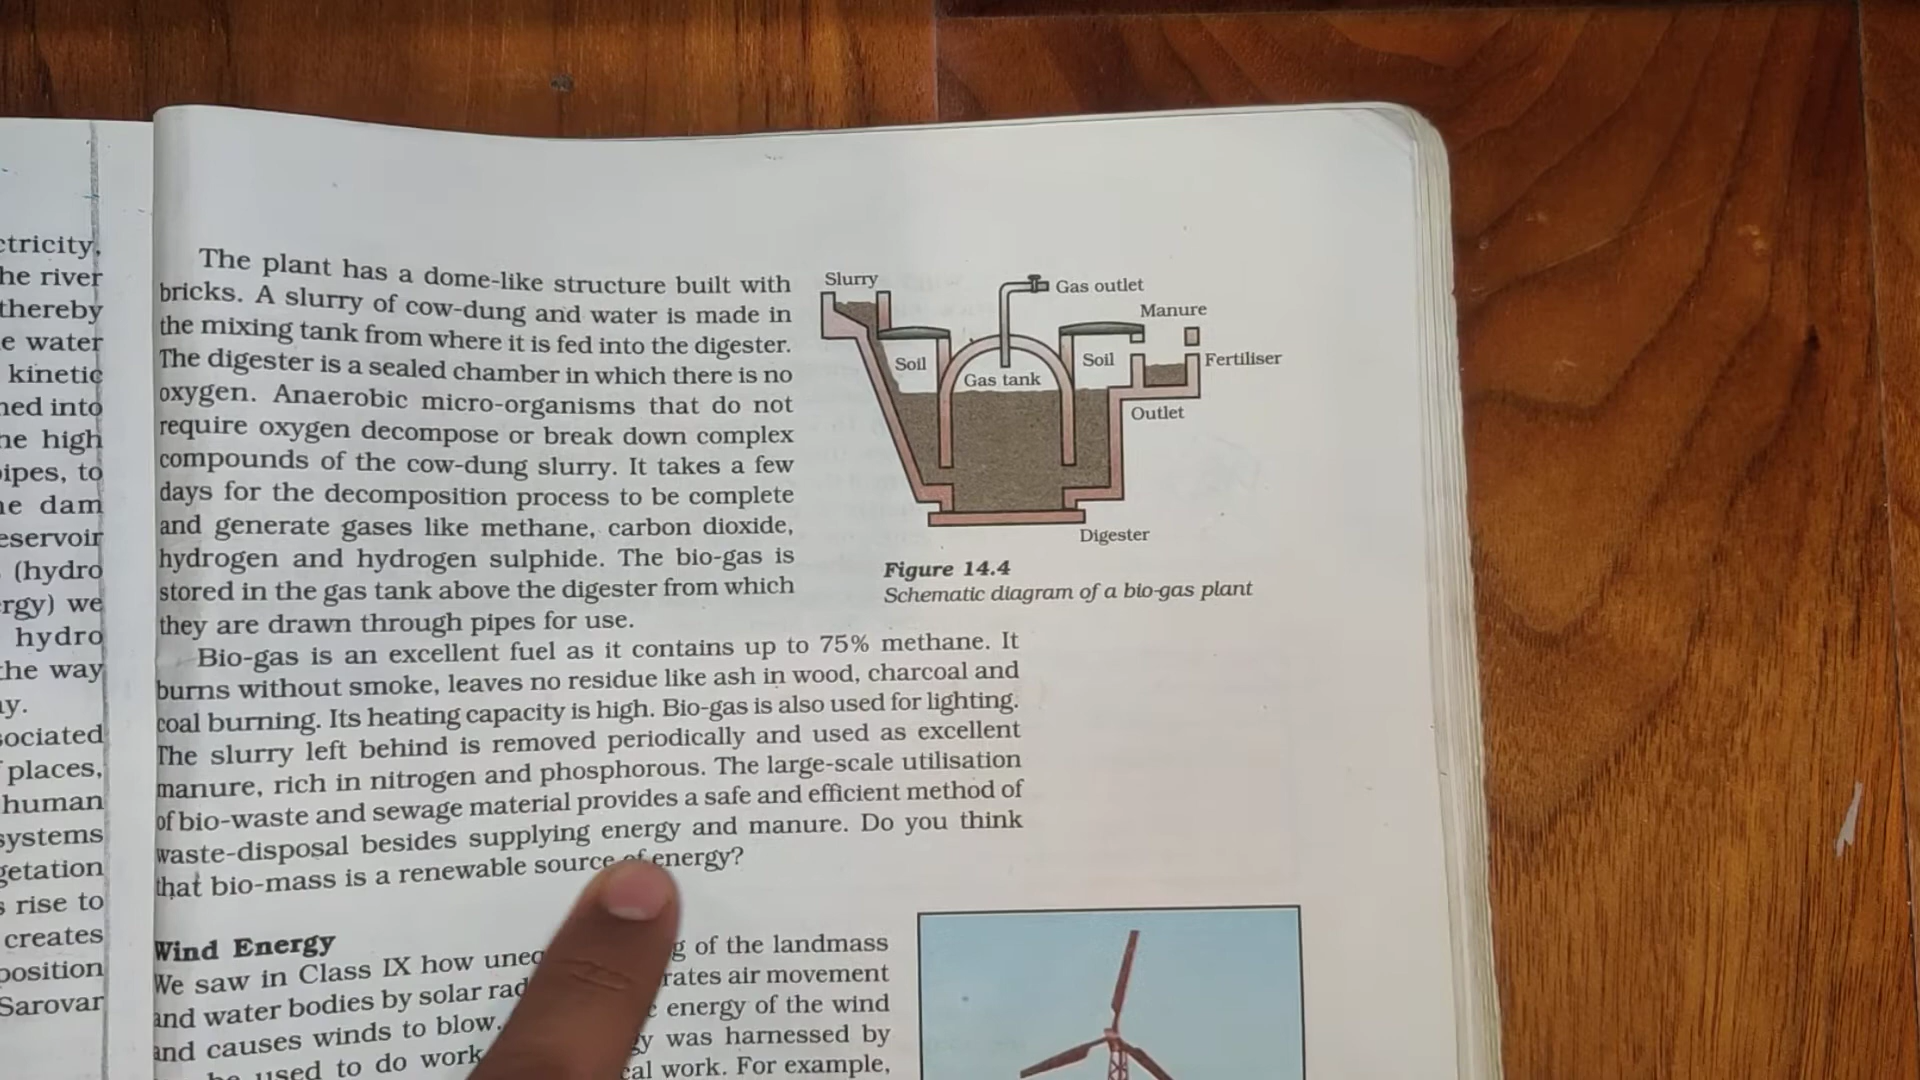 ctricity,
he river
thereby
e water
kinetic
ned into
he high
pipes, to
he dam
eservoir
(hydro
rgy) we
hydro
the way
y.
sociated
places,
human
systems
getation
s rise to
creates
position
Sarovar
The plant has a dome-like structure built with
bricks. A slurry of cow-dung and water is made in
the mixing tank from where it is fed into the digester.
The digester is a sealed chamber in which there is no
oxygen. Anaerobic micro-organisms that do not
require oxygen decompose or break down complex
compounds of the cow-dung slurry. It takes a few
days for the decomposition process to be complete
and generate gases like methane, carbon dioxide,
hydrogen and hydrogen sulphide. The bio-gas is
stored in the gas tank above the digester from which
they are drawn through pipes for use.
Slurry
Gas outlet
Manure
Soil
Gas tank
Soil
Fertiliser
Outlet
Digester
Figure 14.4
Schematic diagram of a bio-gas plant
Bio-gas is an excellent fuel as it contains up to 75% methane. It
burns without smoke, leaves no residue like ash in wood, charcoal and
coal burning. Its heating capacity is high. Bio-gas is also used for lighting.
The slurry left behind is removed periodically and used as excellent
manure, rich in nitrogen and phosphorous. The large-scale utilisation
of bio-waste and sewage material provides a safe and efficient method of
waste-disposal besides supplying energy and manure. Do you think
that bio-mass is a renewable source of energy?
Wind Energy
We saw in Class IX how uneq g of the landmass
and water bodies by solar rad rates air movement
and causes winds to blow. energy of the wind
be used to do work gy was harnessed by
cal work. For example,